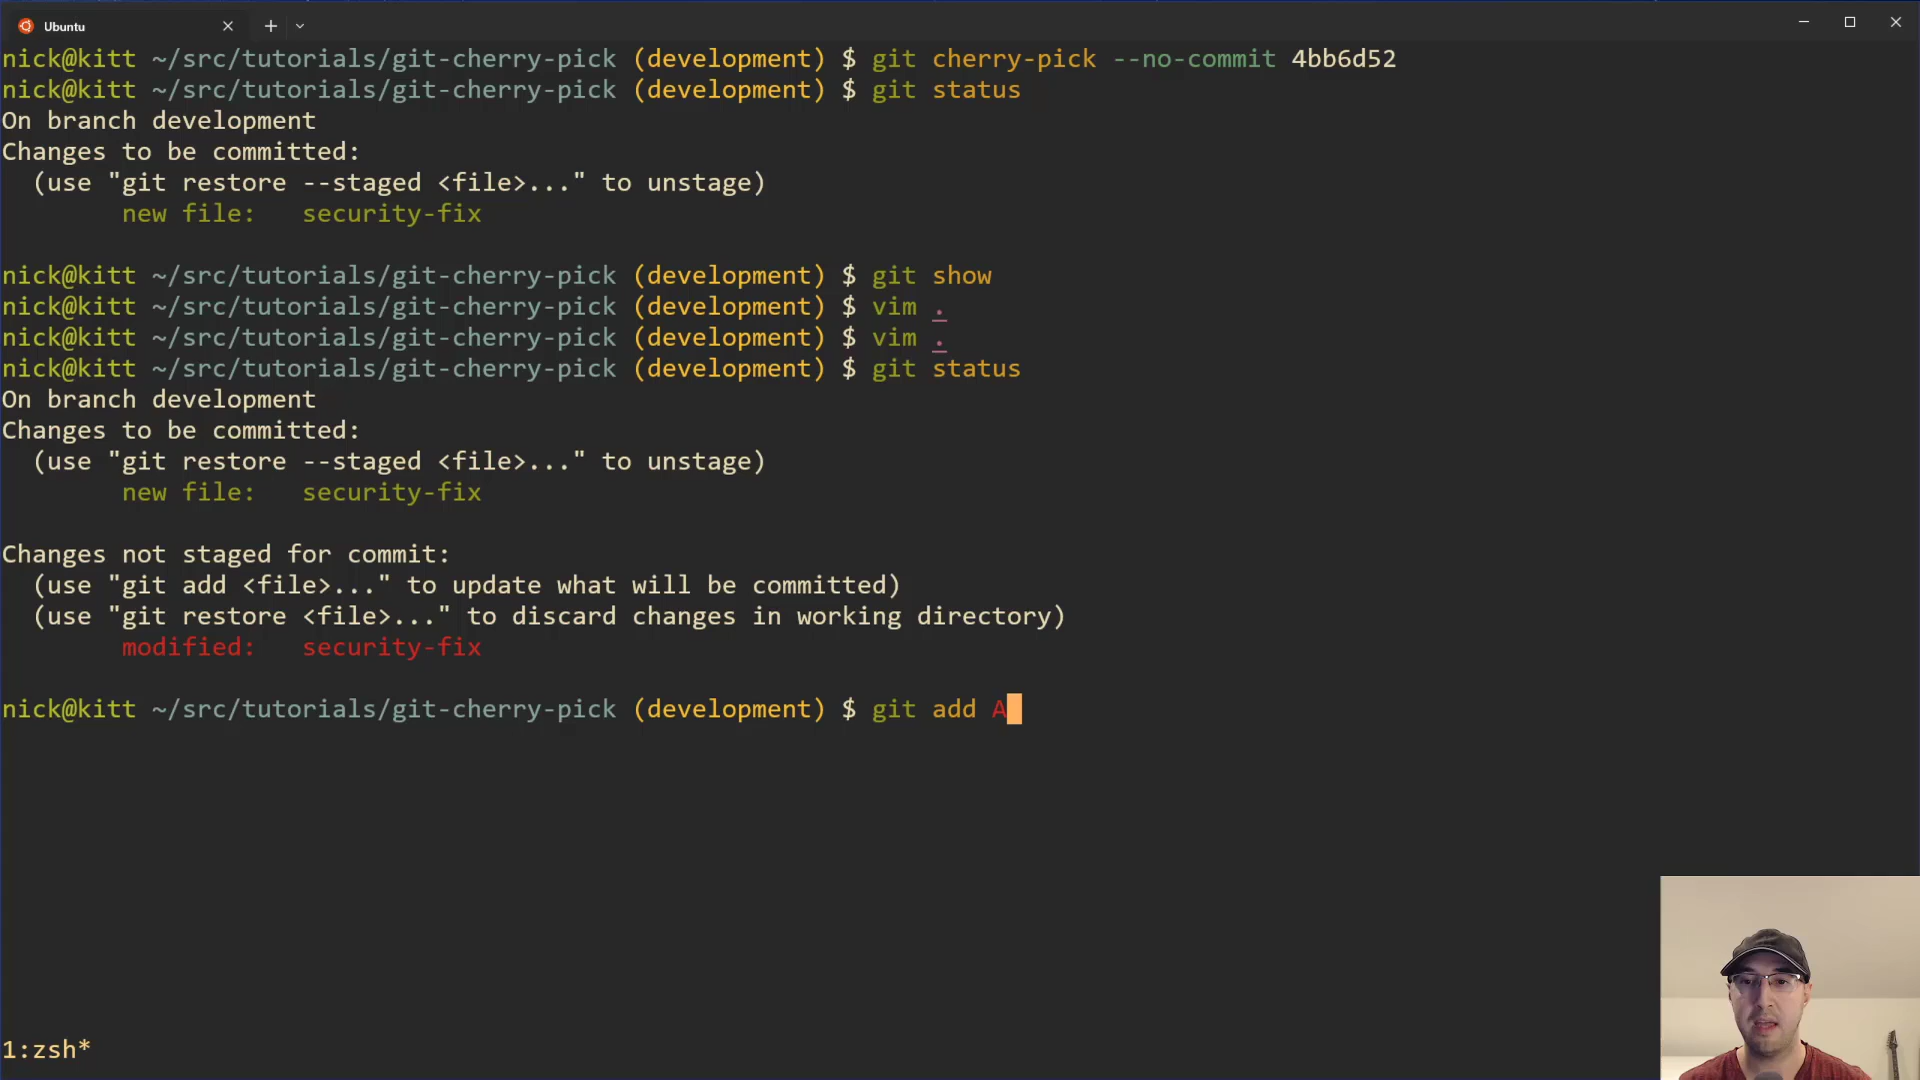 Ubuntu
nick@kitt ~/src/tutorials/git-cherry-pick (development) $ git cherry-pick --no-commit 4bb6d52
nick@kitt ~/src/tutorials/git-cherry-pick (development) $ git status
On branch development
Changes to be committed:
  (use "git restore --staged <file>..." to unstage)
        new file:   security-fix

nick@kitt ~/src/tutorials/git-cherry-pick (development) $ git show
nick@kitt ~/src/tutorials/git-cherry-pick (development) $ vim .
nick@kitt ~/src/tutorials/git-cherry-pick (development) $ vim .
nick@kitt ~/src/tutorials/git-cherry-pick (development) $ git status
On branch development
Changes to be committed:
  (use "git restore --staged <file>..." to unstage)
        new file:   security-fix

Changes not staged for commit:
  (use "git add <file>..." to update what will be committed)
  (use "git restore <file>..." to discard changes in working directory)
        modified:   security-fix

nick@kitt ~/src/tutorials/git-cherry-pick (development) $ git add A
1:zsh*